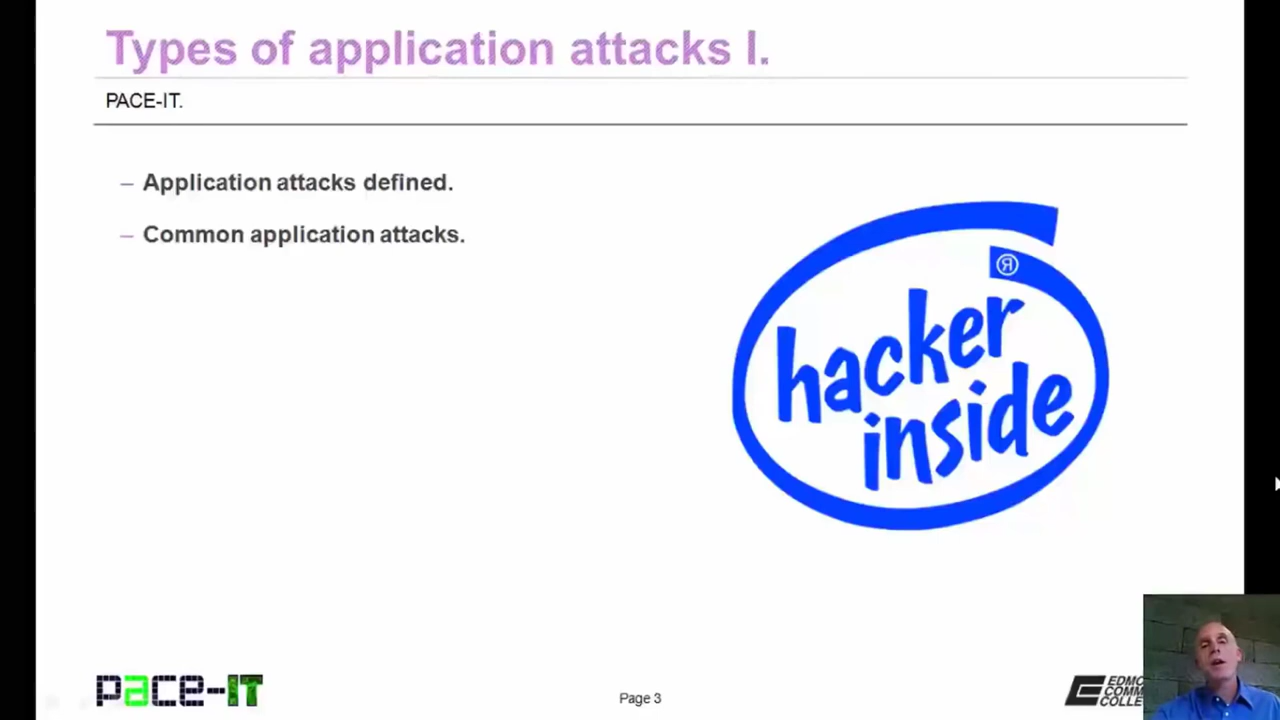 Types of application attacks I.
PACE-IT.
– Application attacks defined.
– Common application attacks.
®
hacker
inside
pace-IT
Page 3